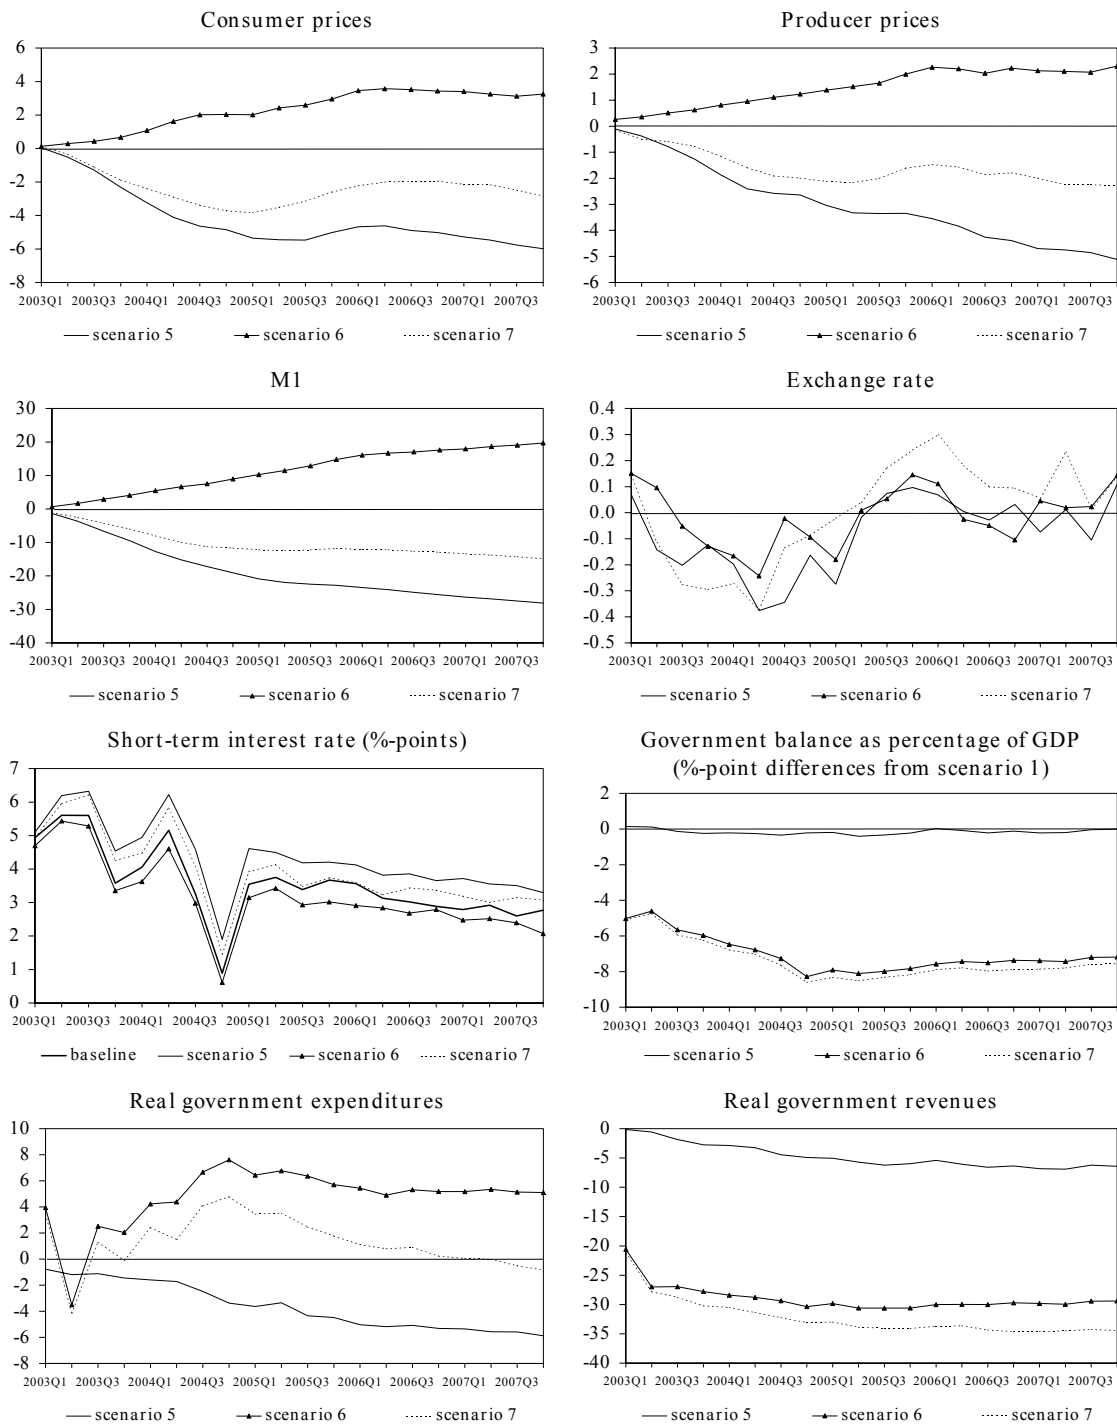 Consumer prices
6
4
2
0
-2
-4
-6
-8
2003Q1 2003Q3 2004Q1 2004Q3 2005Q1 2005Q3 2006Q1 2006Q3 2007Q1 2007Q3
scenario 5 scenario 6 scenario 7
Producer prices
3
2
1
0
-1
-2
-3
-4
-5
-6
2003Q1 2003Q3 2004Q1 2004Q3 2005Q1 2005Q3 2006Q1 2006Q3 2007Q1 2007Q3
scenario 5 scenario 6 scenario 7
M1
30
20
10
0
-10
-20
-30
-40
2003Q1 2003Q3 2004Q1 2004Q3 2005Q1 2005Q3 2006Q1 2006Q3 2007Q1 2007Q3
scenario 5 scenario 6 scenario 7
Exchange rate
0.4
0.3
0.2
0.1
0.0
-0.1
-0.2
-0.3
-0.4
-0.5
2003Q1 2003Q3 2004Q1 2004Q3 2005Q1 2005Q3 2006Q1 2006Q3 2007Q1 2007Q3
scenario 5 scenario 6 scenario 7
Short-term interest rate (%-points)
7
6
5
4
3
2
1
0
2003Q1 2003Q3 2004Q1 2004Q3 2005Q1 2005Q3 2006Q1 2006Q3 2007Q1 2007Q3
baseline scenario 5 scenario 6 scenario 7
Government balance as percentage of GDP
(%-point differences from scenario 1)
2
0
-2
-4
-6
-8
-10
2003Q1 2003Q3 2004Q1 2004Q3 2005Q1 2005Q3 2006Q1 2006Q3 2007Q1 2007Q3
scenario 5 scenario 6 scenario 7
Real government expenditures
10
8
6
4
2
0
-2
-4
-6
-8
2003Q1 2003Q3 2004Q1 2004Q3 2005Q1 2005Q3 2006Q1 2006Q3 2007Q1 2007Q3
scenario 5 scenario 6 scenario 7
Real government revenues
0
-5
-10
-15
-20
-25
-30
-35
-40
2003Q1 2003Q3 2004Q1 2004Q3 2005Q1 2005Q3 2006Q1 2006Q3 2007Q1 2007Q3
scenario 5 scenario 6 scenario 7